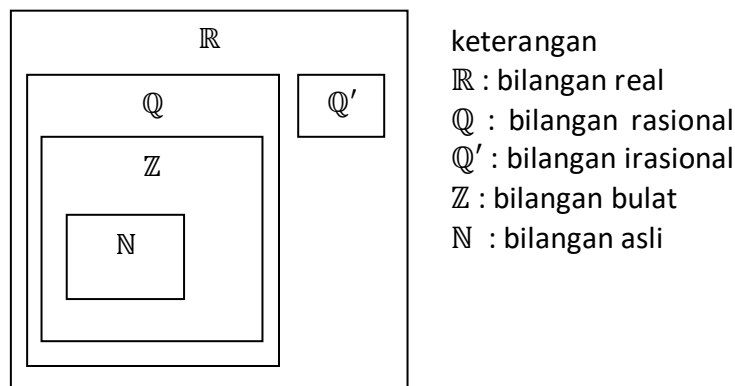 ℝ
ℚ
ℚ′
ℤ
ℕ
keterangan
ℝ : bilangan real
ℚ : bilangan rasional
ℚ′ : bilangan irasional
ℤ : bilangan bulat
ℕ : bilangan asli